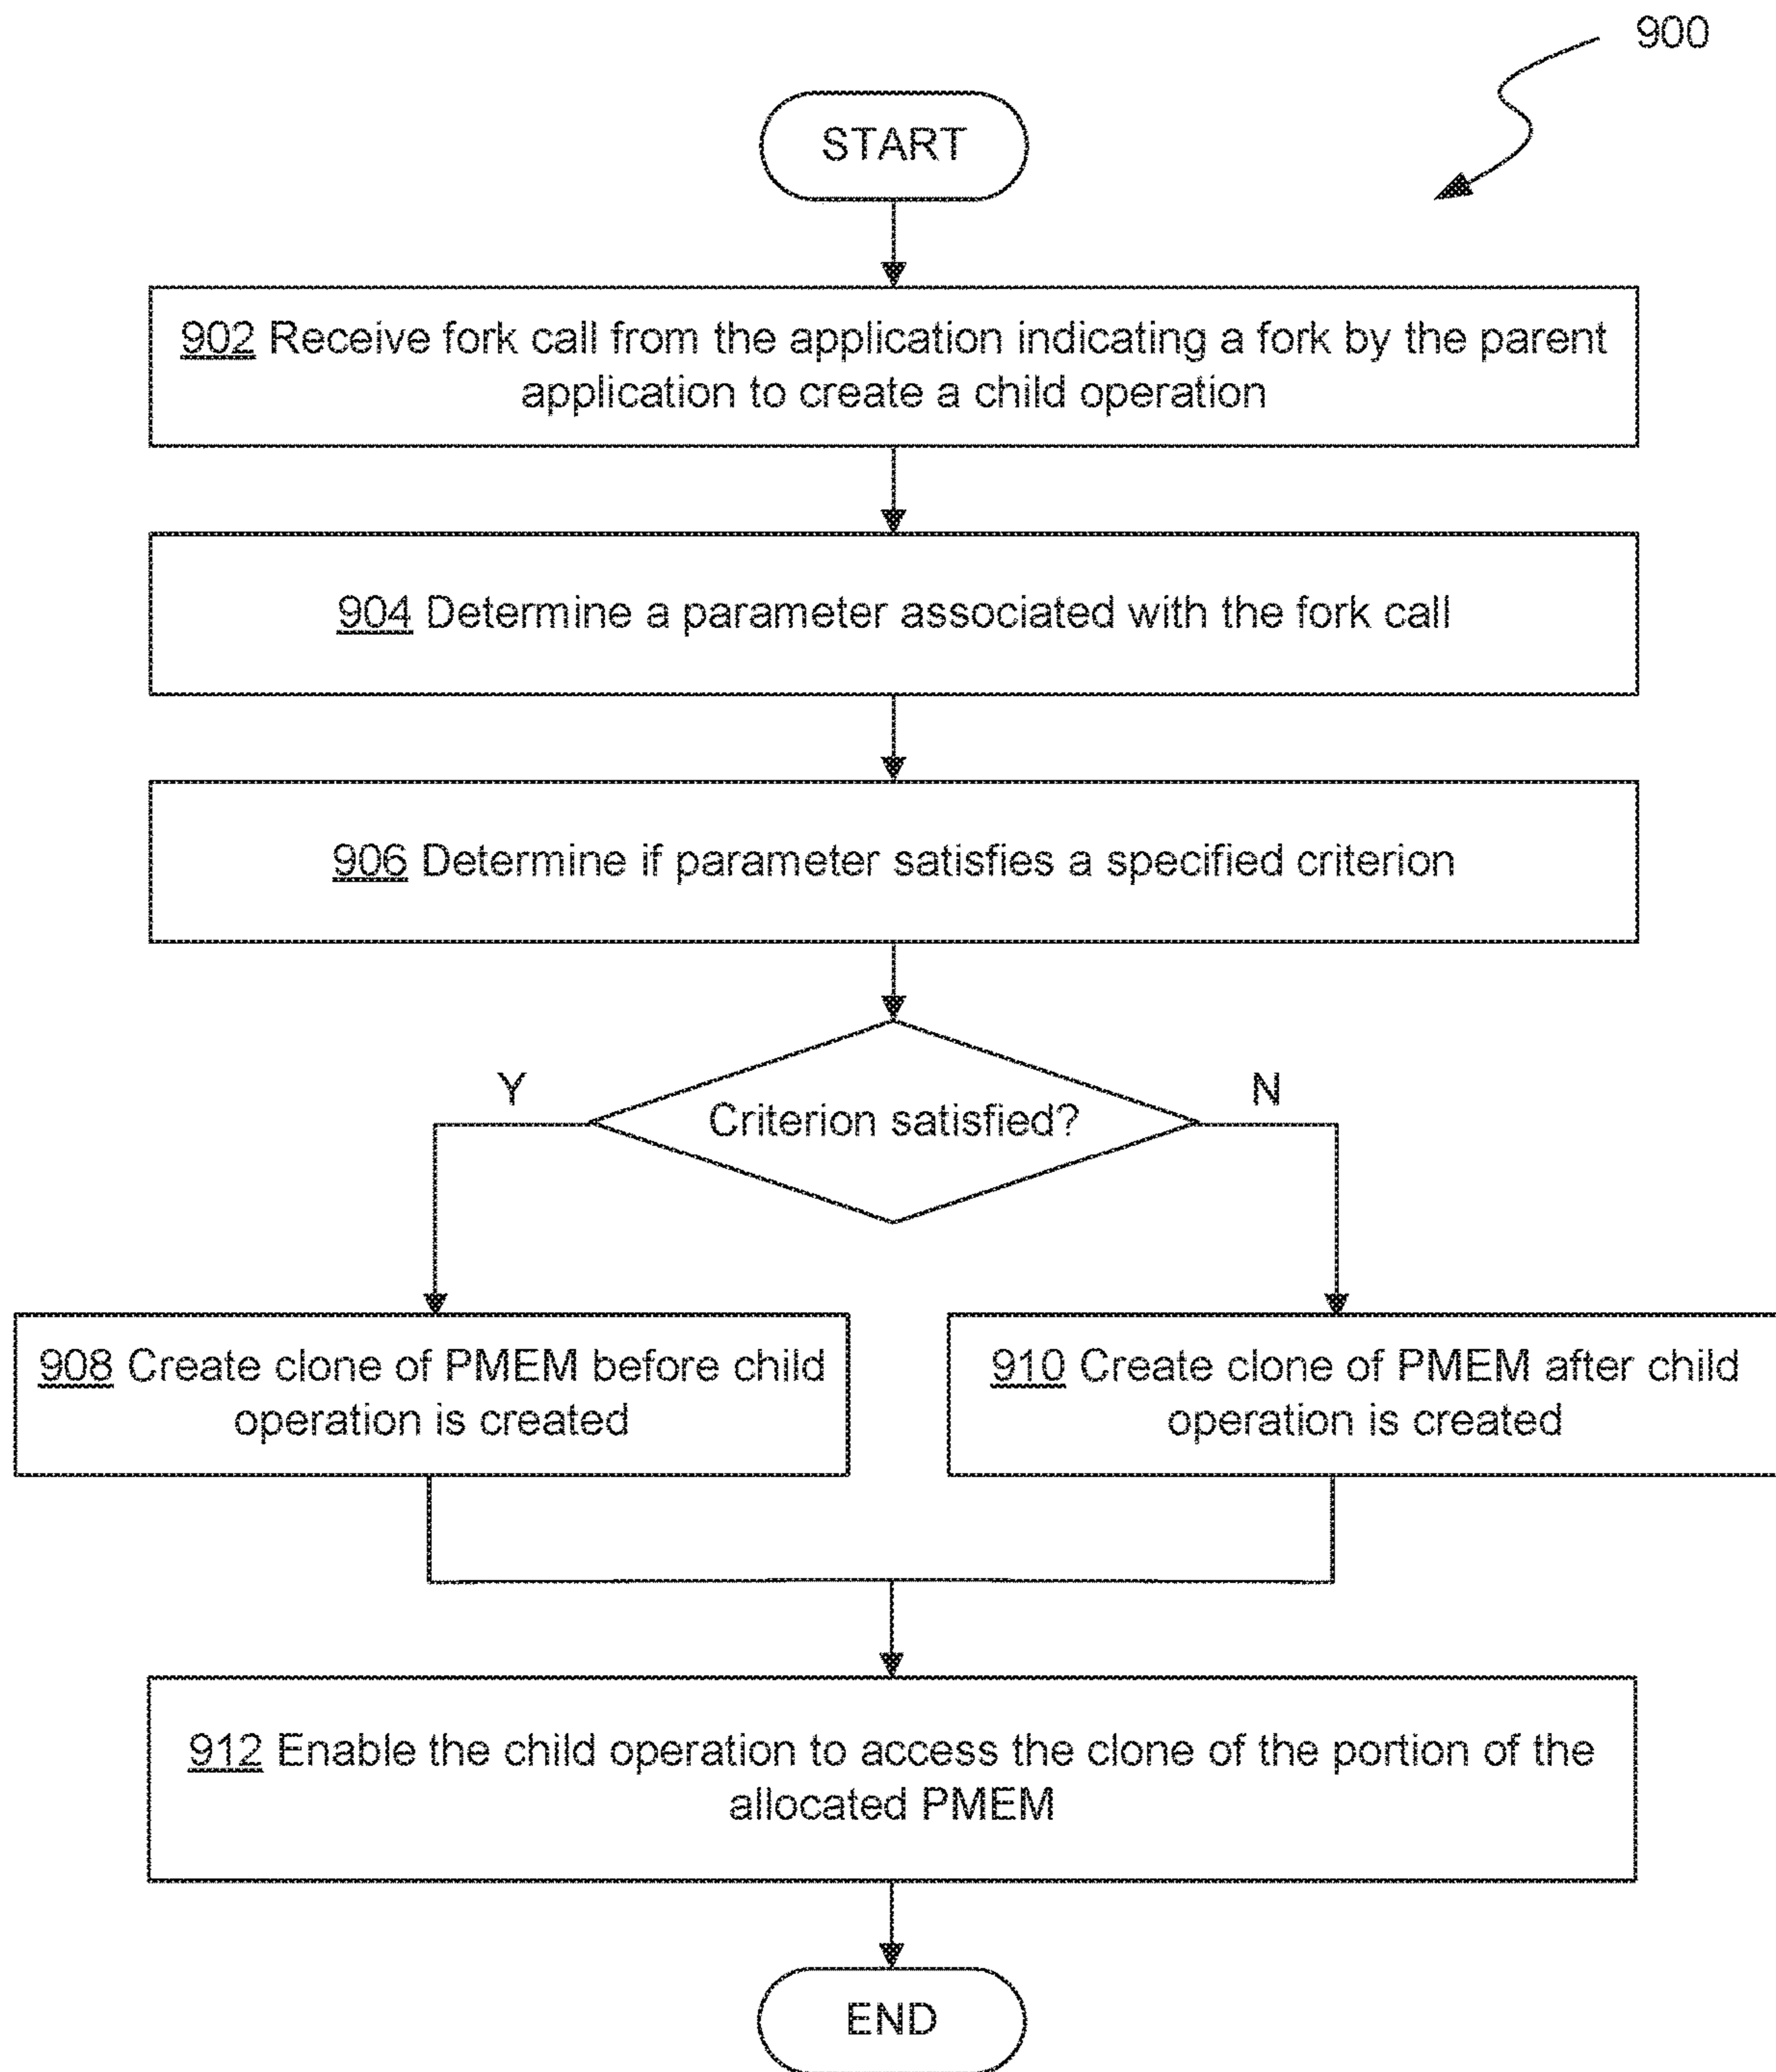 900
START
902 Receive fork call from the application indicating a fork by the parent
application to create a child operation
904 Determine a parameter associated with the fork call
906 Determine if parameter satisfies a specified criterion
Y
N
Criterion satisfied?
908 Create clone of PMEM before child
operation is created
910 Create clone of PMEM after child
operation is created
912 Enable the child operation to access the clone of the portion of the
allocated PMEM
END